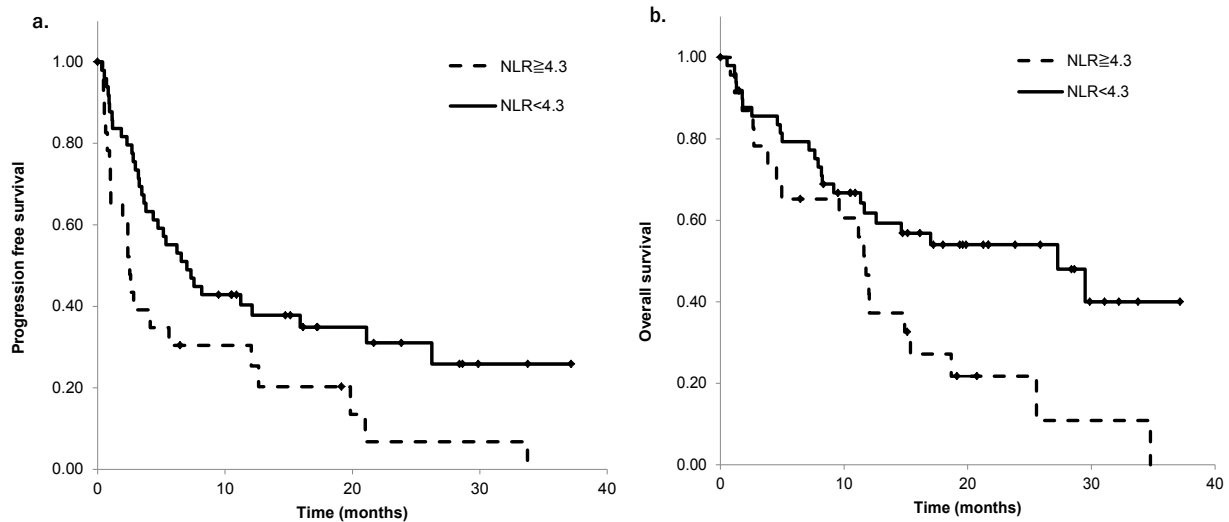 a.
1.00
0.80
0.60
0.40
0.20
0.00
0
10
20
30
40
Progression free survival
Time (months)
NLR≧4.3
NLR<4.3
b.
1.00
0.80
0.60
0.40
0.20
0.00
0
10
20
30
40
Overall survival
Time (months)
NLR≧4.3
NLR<4.3